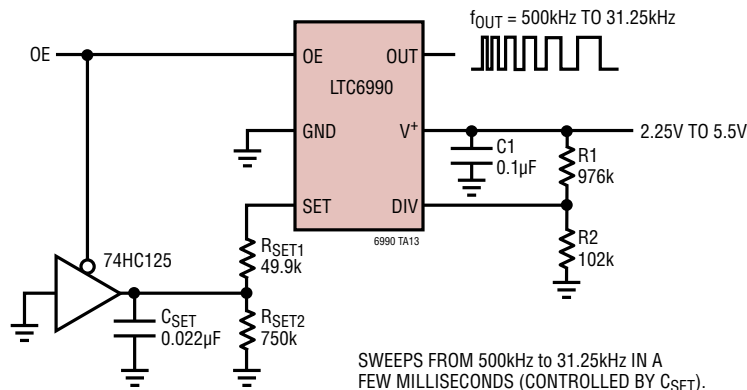 fOUT = 500kHz TO 31.25kHz
OE
OE
OUT
LTC6990
GND
V+
2.25V TO 5.5V
C1
0.1µF
R1
976k
SET
DIV
6990 TA13
R2
102k
74HC125
RSET1
49.9k
CSET
0.022µF
RSET2
750k
SWEEPS FROM 500kHz to 31.25kHz IN A
FEW MILLISECONDS (CONTROLLED BY CSET).